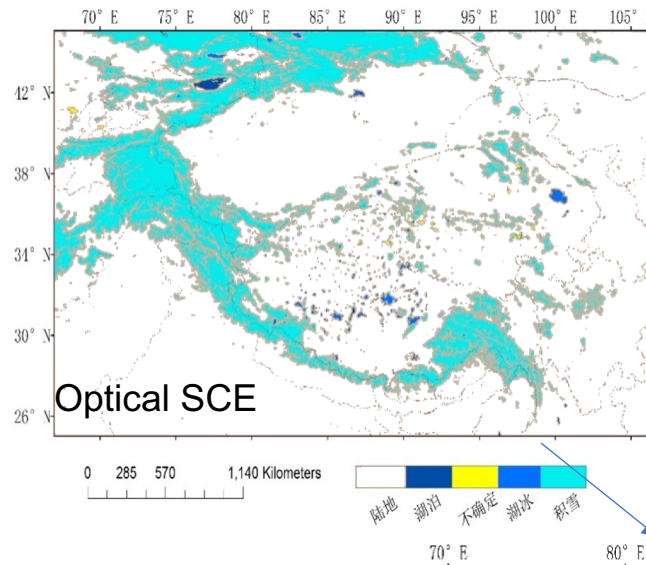 70° E 75° E 80° E 85° E 90° E 95° E 100° E 105° E
42° N
38° N
31° N
30° N
26° N
Optical SCE
0 285 570 1,140 Kilometers
陆地 湖泊 不确定 湖冰 积雪
70° E 80° E